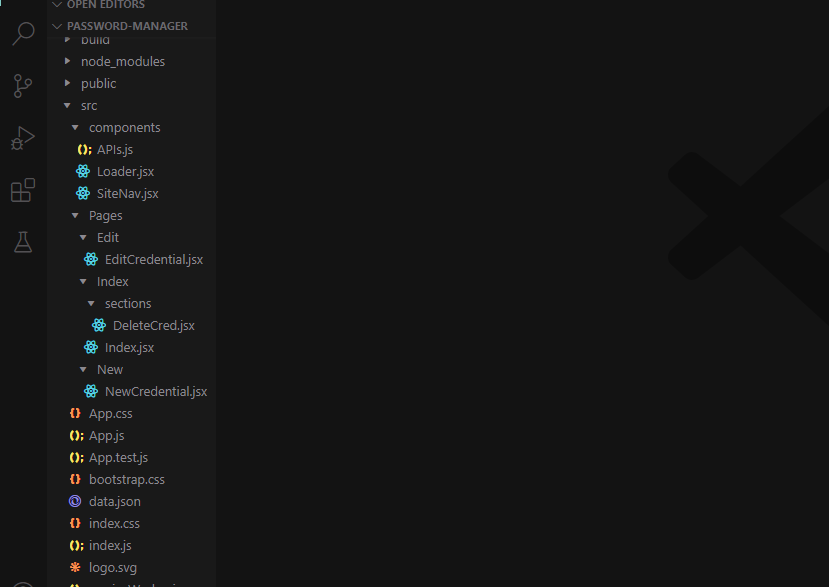 OPEN EDITORS
PASSWORD-MANAGER
build
node_modules
public
src
components
APIs.js
Loader.jsx
SiteNav.jsx
Pages
Edit
EditCredential.jsx
Index
sections
DeleteCred.jsx
Index.jsx
New
NewCredential.jsx
App.css
App.js
App.test.js
bootstrap.css
data.json
index.css
index.js
logo.svg